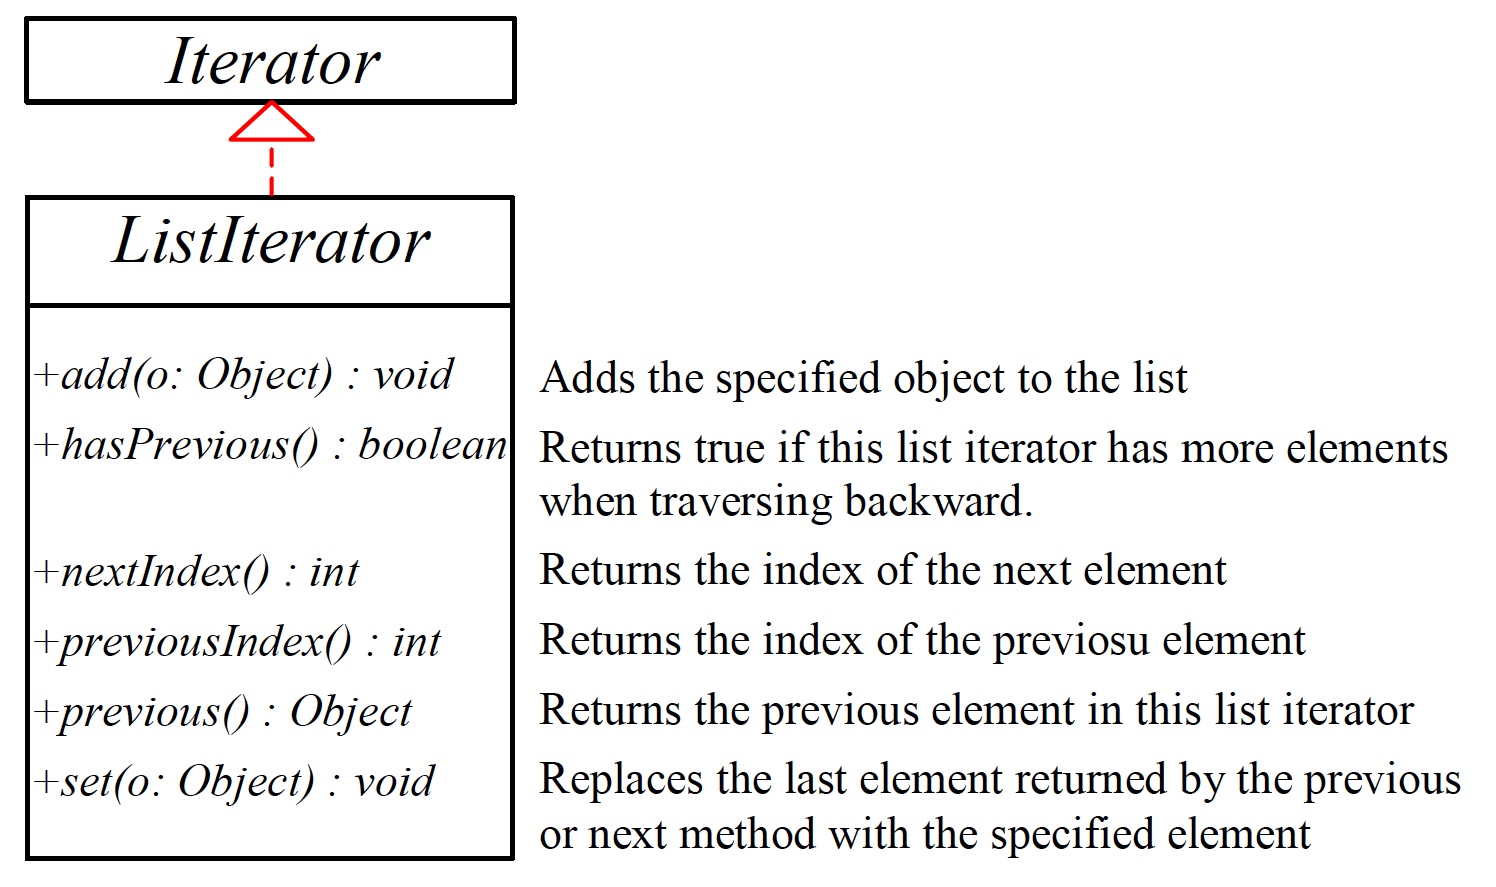 Iterator
ListIterator
+add(o: Object) : void
Adds the specified object to the list
+hasPrevious() : boolean
Returns true if this list iterator has more elements
when traversing backward.
+nextIndex() : int
Returns the index of the next element
+previousIndex() : int
Returns the index of the previosu element
+previous() : Object
Returns the previous element in this list iterator
+set(o: Object) : void
Replaces the last element returned by the previous
or next method with the specified element